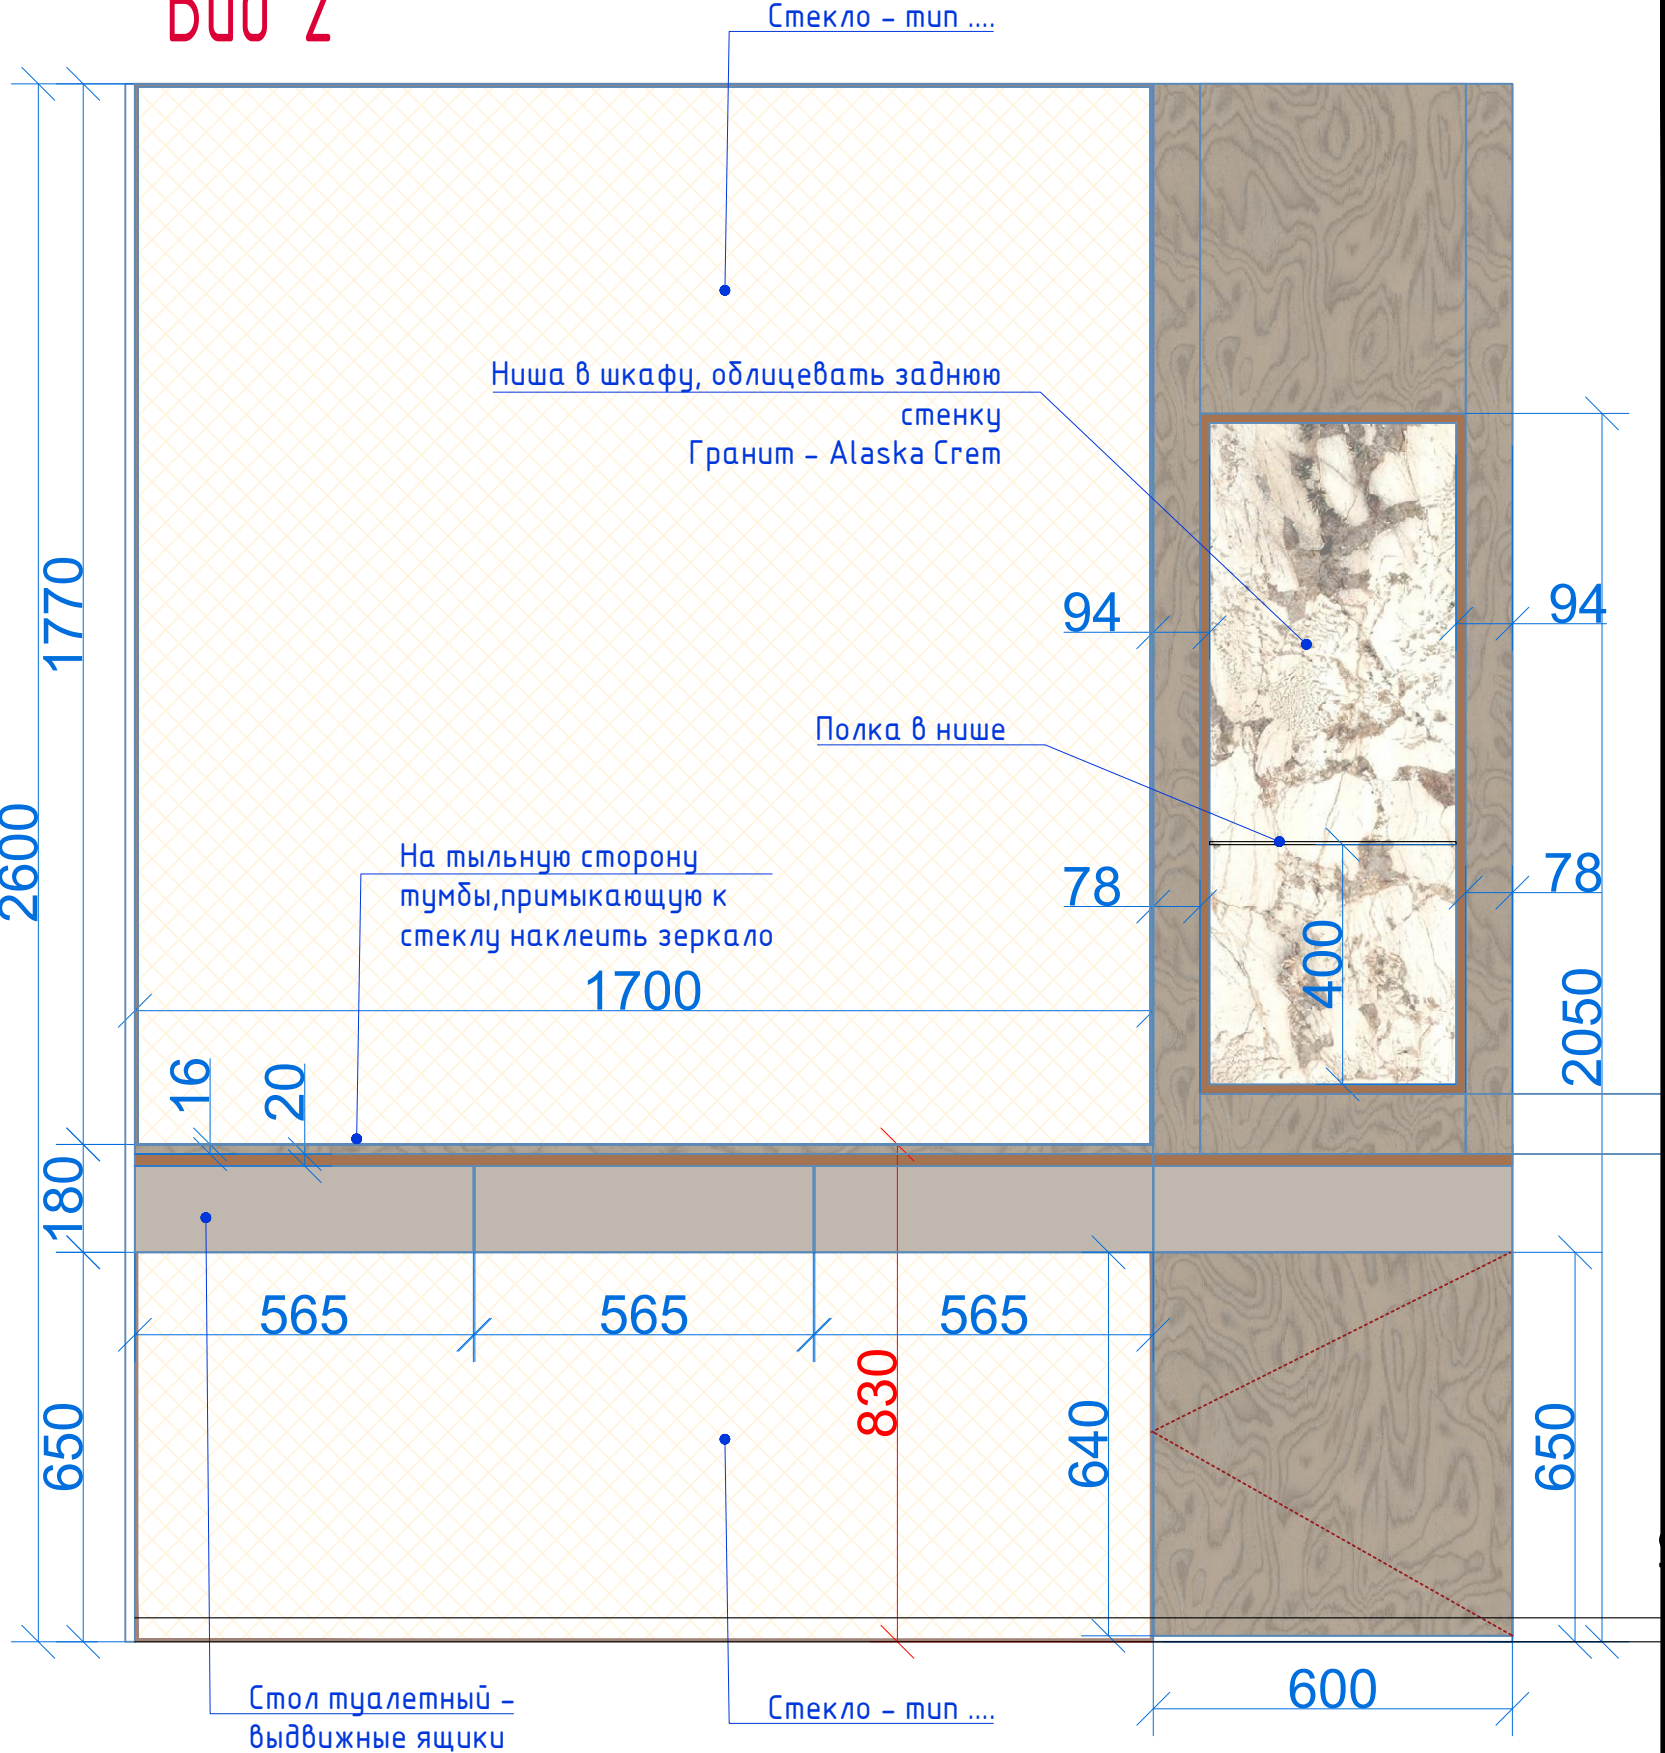 Вид 2
Стекло - тип ....
Ниша в шкафу, облицевать заднюю
стенку
Гранит - Alaska Crem
94
94
1770
Полка в нише
2600
На тыльную сторону
тумбы,примыкающую к
стеклу наклеить зеркало
78
78
400
1700
2050
16
20
180
565
565
565
830
640
650
650
600
Стол туалетный -
выдвижные ящики
Стекло - тип ....